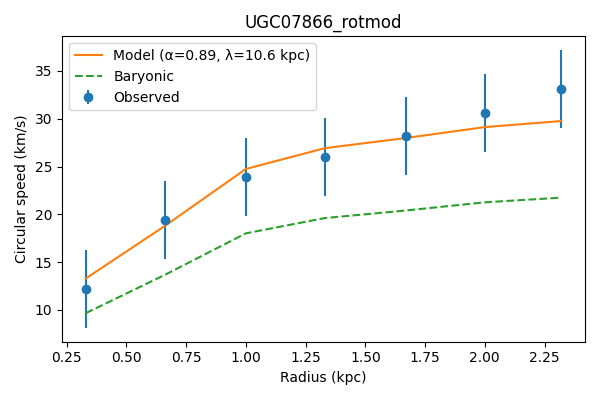 UGC07866_rotmod
Model (α=0.89, λ=10.6 kpc)
Baryonic
Observed
Circular speed (km/s)
35
30
25
20
15
10
0.25 0.50 0.75 1.00 1.25 1.50 1.75 2.00 2.25
Radius (kpc)